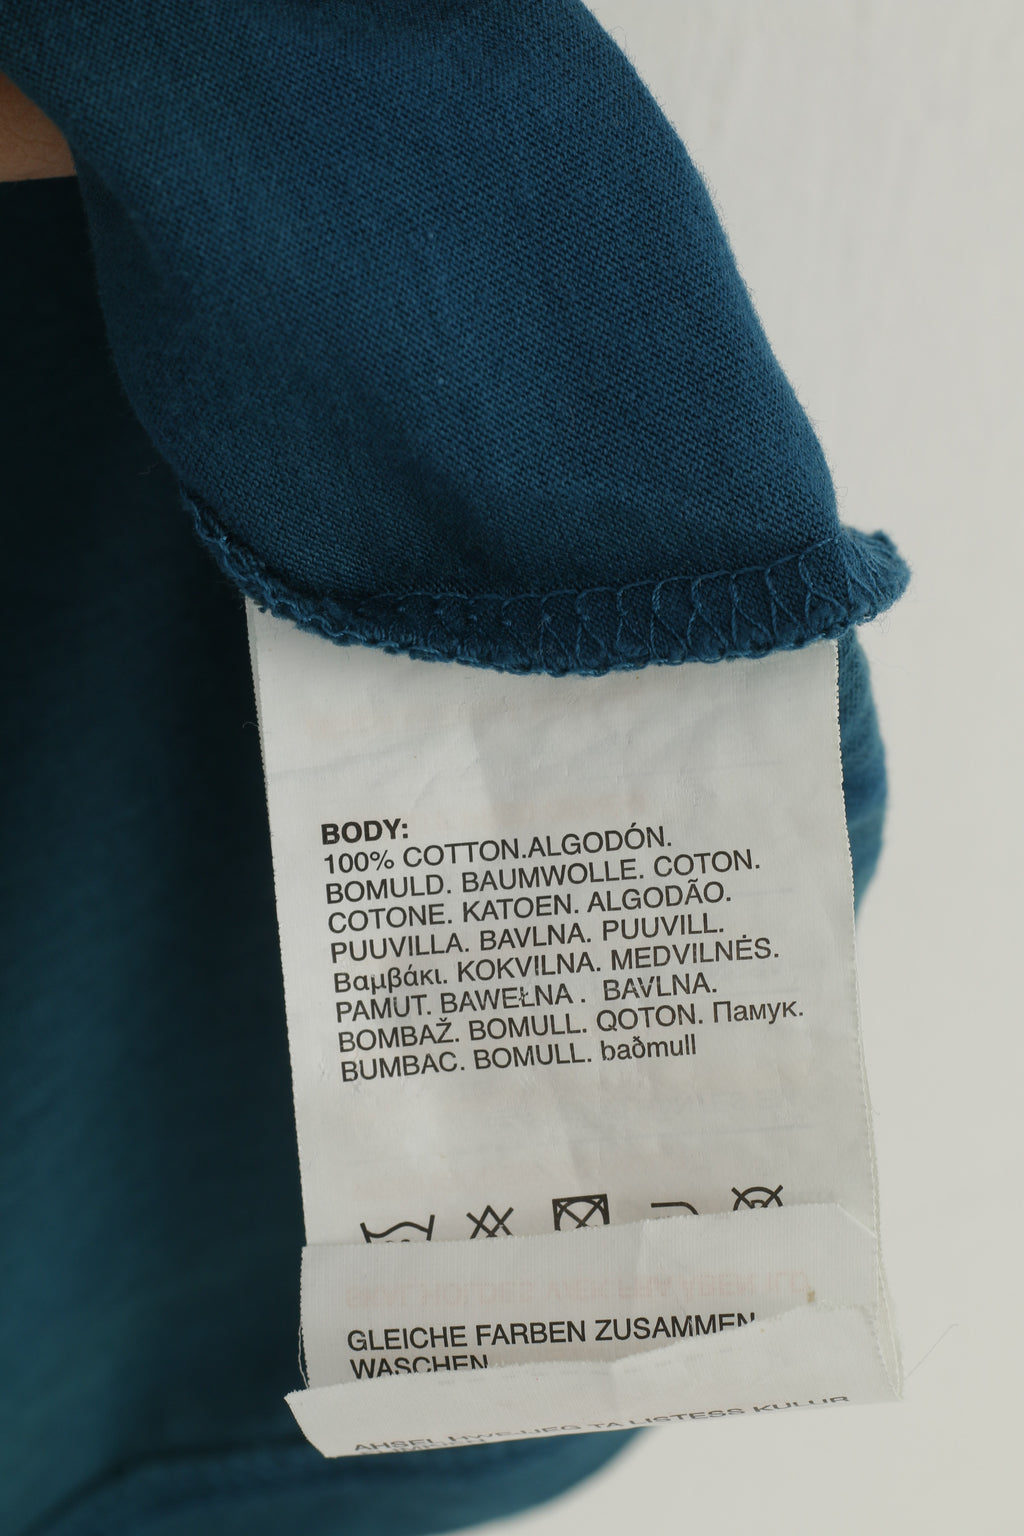 BODY:
100% COTTON.ALGODÓN.
BOMULD. BAUMWOLLE. COTON.
COTONE. KATOEN. ALGODÃO.
PUUVILLA. BAVLNA. PUUVILL.
Βαμβάκι. KOKVILNA. MEDVILNĖS.
PAMUT. BAWEŁNA . BAVLNA.
BOMBAŽ. BOMULL. QOTON. Памук.
BUMBAC. BOMULL. baðmull
GLEICHE FARBEN ZUSAMMEN
WASCHEN
KULUR